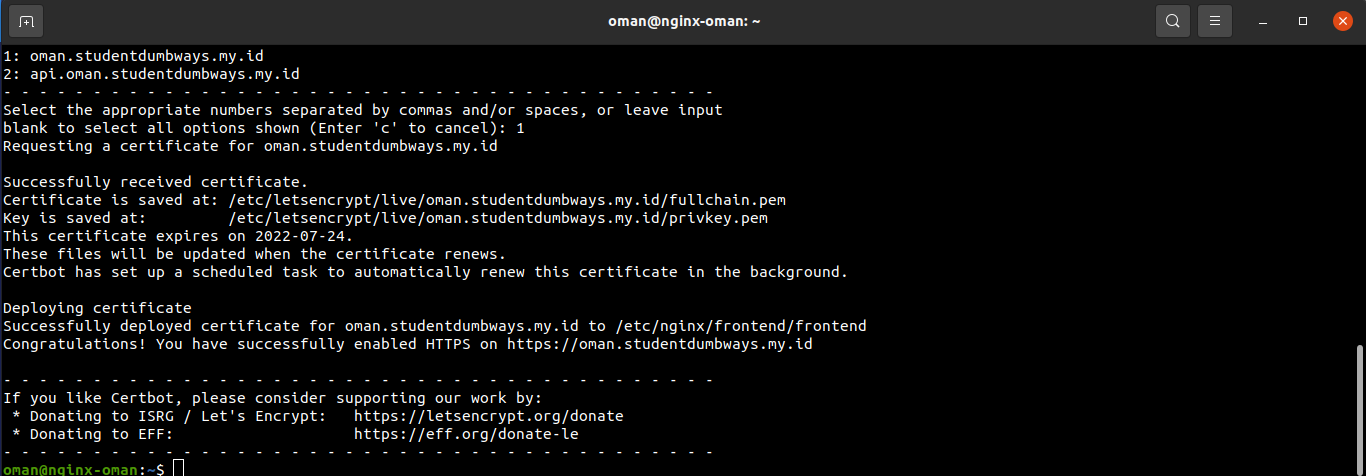 oman@nginx-oman: ~
1: oman.studentdumbways.my.id
2: api.oman.studentdumbways.my.id
- - - - - - - - - - - - - - - - - - - - - - - - - - - - - - - - - - - - - - - -
Select the appropriate numbers separated by commas and/or spaces, or leave input
blank to select all options shown (Enter 'c' to cancel): 1
Requesting a certificate for oman.studentdumbways.my.id

Successfully received certificate.
Certificate is saved at: /etc/letsencrypt/live/oman.studentdumbways.my.id/fullchain.pem
Key is saved at:         /etc/letsencrypt/live/oman.studentdumbways.my.id/privkey.pem
This certificate expires on 2022-07-24.
These files will be updated when the certificate renews.
Certbot has set up a scheduled task to automatically renew this certificate in the background.

Deploying certificate
Successfully deployed certificate for oman.studentdumbways.my.id to /etc/nginx/frontend/frontend
Congratulations! You have successfully enabled HTTPS on https://oman.studentdumbways.my.id

- - - - - - - - - - - - - - - - - - - - - - - - - - - - - - - - - - - - - - - -
If you like Certbot, please consider supporting our work by:
 * Donating to ISRG / Let's Encrypt:   https://letsencrypt.org/donate
 * Donating to EFF:                    https://eff.org/donate-le
- - - - - - - - - - - - - - - - - - - - - - - - - - - - - - - - - - - - - - - -
oman@nginx-oman:~$